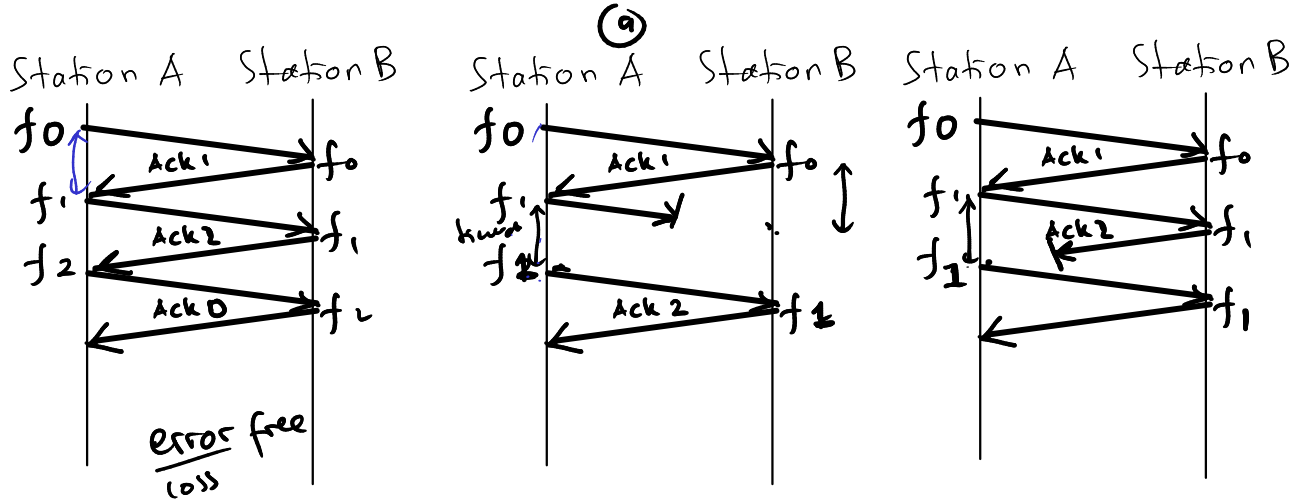 a
Station A Station B Station A Station B Station A Station B
f0 Ack 1 f0
f1 Ack 2 f1
f2 Ack 0 f2
error free
loss
f0 Ack 1 f0
f1
f1 Ack 2 f1
f0 Ack 1 f0
f1 Ack 2 f1
f1 f1